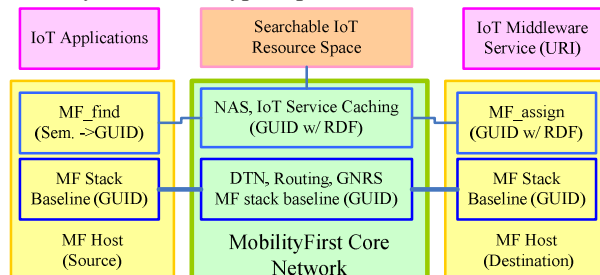 IoT Applications
Searchable IoT
Resource Space
IoT Middleware
Service (URI)
MF_find
(Sem. ->GUID)
NAS, IoT Service Caching
(GUID w/ RDF)
MF_assign
(GUID w/ RDF)
MF Stack
Baseline (GUID)
DTN, Routing, GNRS
MF stack baseline (GUID)
MF Stack
Baseline (GUID)
MF Host
(Source)
MobilityFirst Core
Network
MF Host
(Destination)